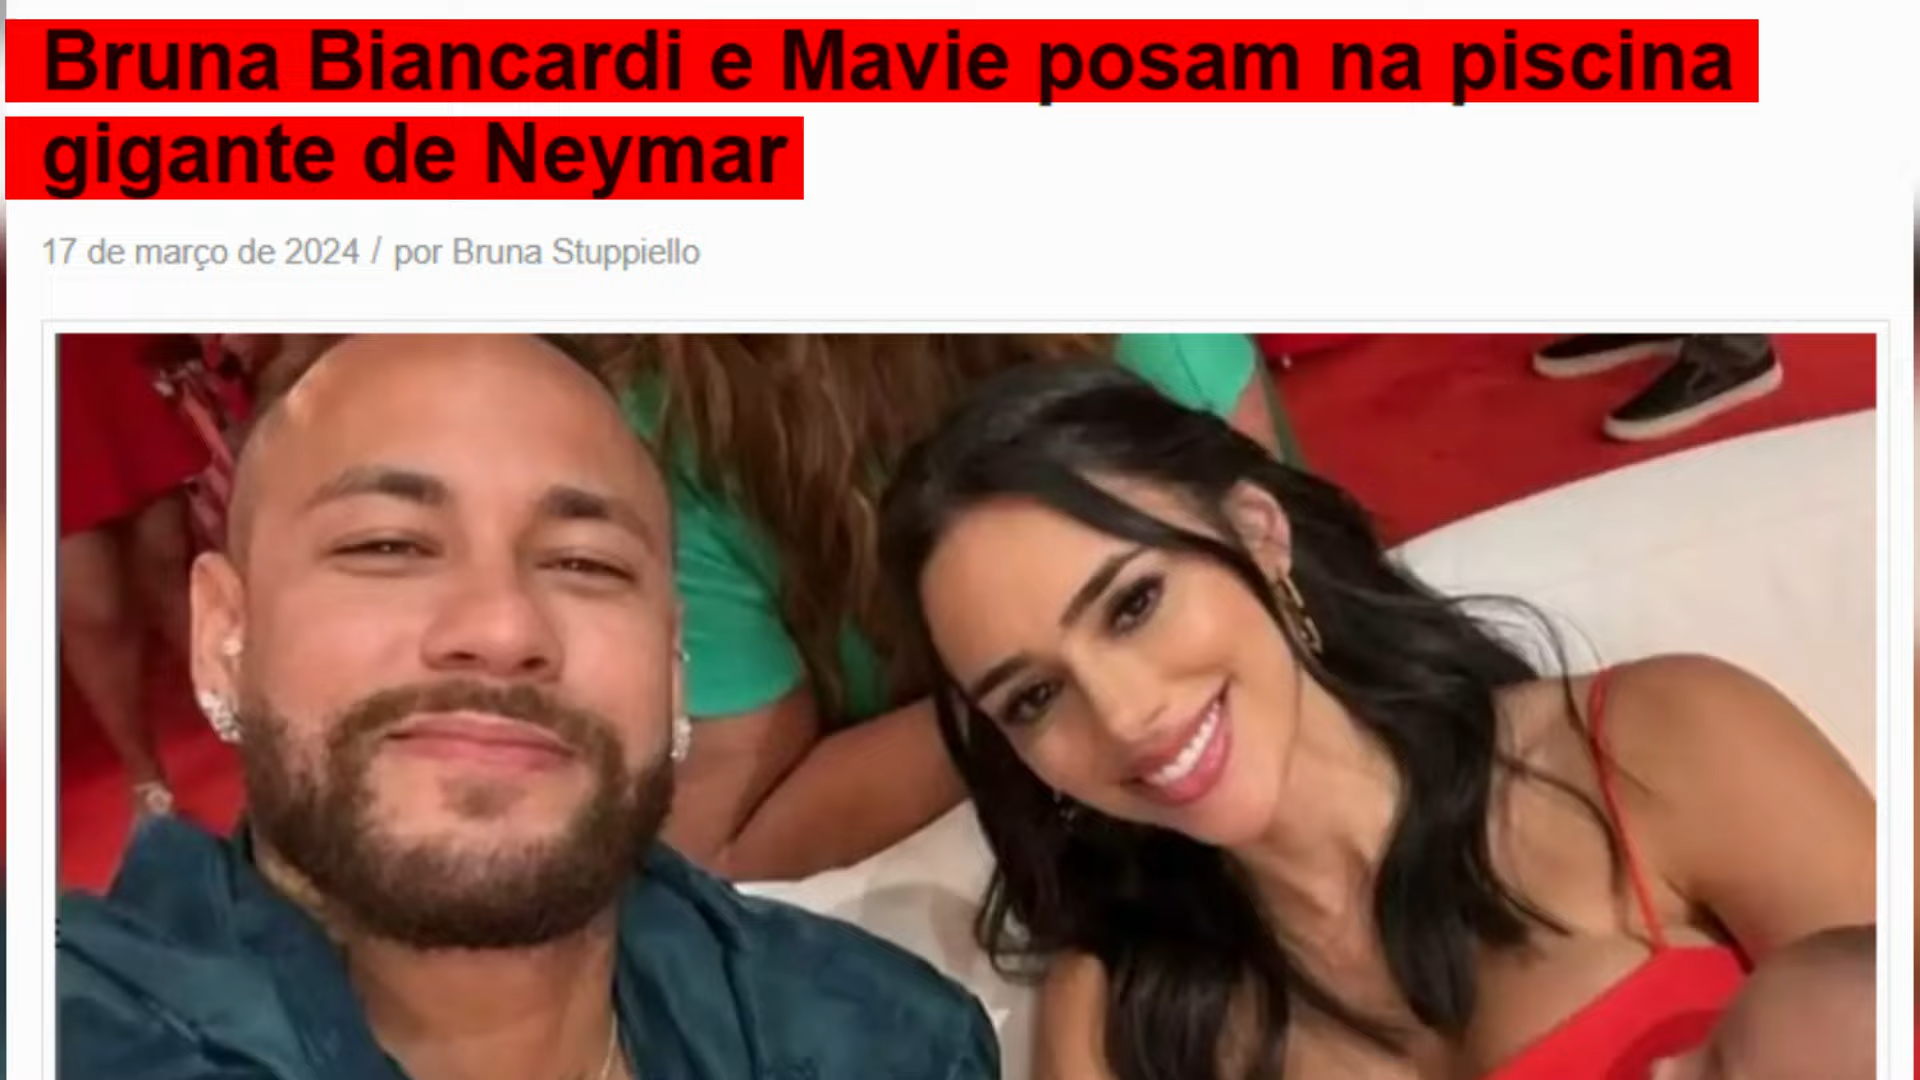 Bruna Biancardi e Mavie posam na piscina
gigante de Neymar
17 de março de 2024 / por Bruna Stuppiello